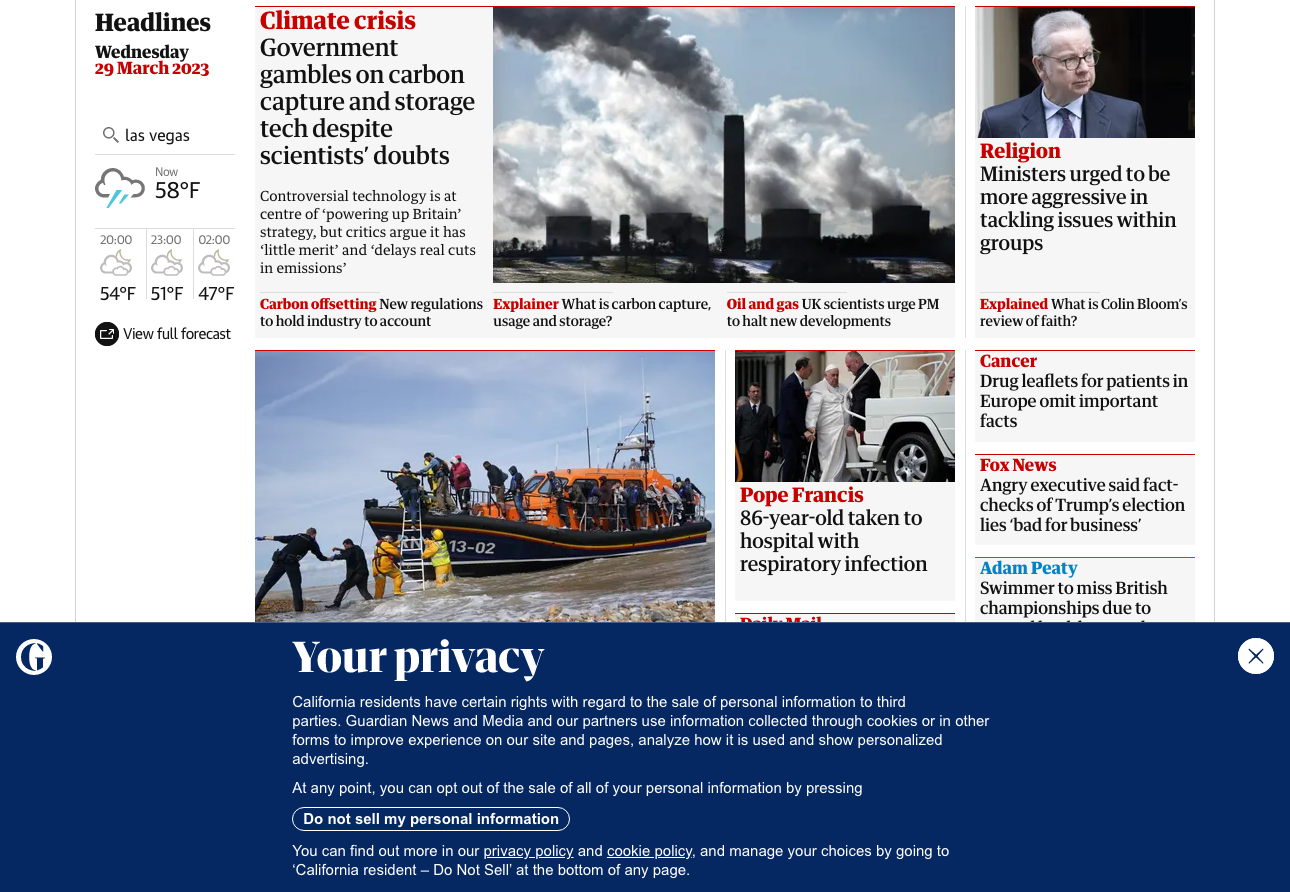 Headlines
Wednesday
29 March 2023
las vegas
Now
58°F
20:00
23:00
02:00
54°F
51°F
47°F
View full forecast
Climate crisis
Government
gambles on carbon
capture and storage
tech despite
scientists’ doubts
Controversial technology is at
centre of ‘powering up Britain’
strategy, but critics argue it has
‘little merit’ and ‘delays real cuts
in emissions’
Carbon offsetting New regulations
to hold industry to account
Explainer What is carbon capture,
usage and storage?
Oil and gas UK scientists urge PM
to halt new developments
Religion
Ministers urged to be
more aggressive in
tackling issues within
groups
Explained What is Colin Bloom’s
review of faith?
13-02
Pope Francis
86-year-old taken to
hospital with
respiratory infection
Daily Mail
Cancer
Drug leaflets for patients in
Europe omit important
facts
Fox News
Angry executive said fact-
checks of Trump’s election
lies ‘bad for business’
Adam Peaty
Swimmer to miss British
championships due to
Your privacy
California residents have certain rights with regard to the sale of personal information to third
parties. Guardian News and Media and our partners use information collected through cookies or in other
forms to improve experience on our site and pages, analyze how it is used and show personalized
advertising.
At any point, you can opt out of the sale of all of your personal information by pressing
Do not sell my personal information
You can find out more in our privacy policy and cookie policy, and manage your choices by going to
‘California resident – Do Not Sell’ at the bottom of any page.